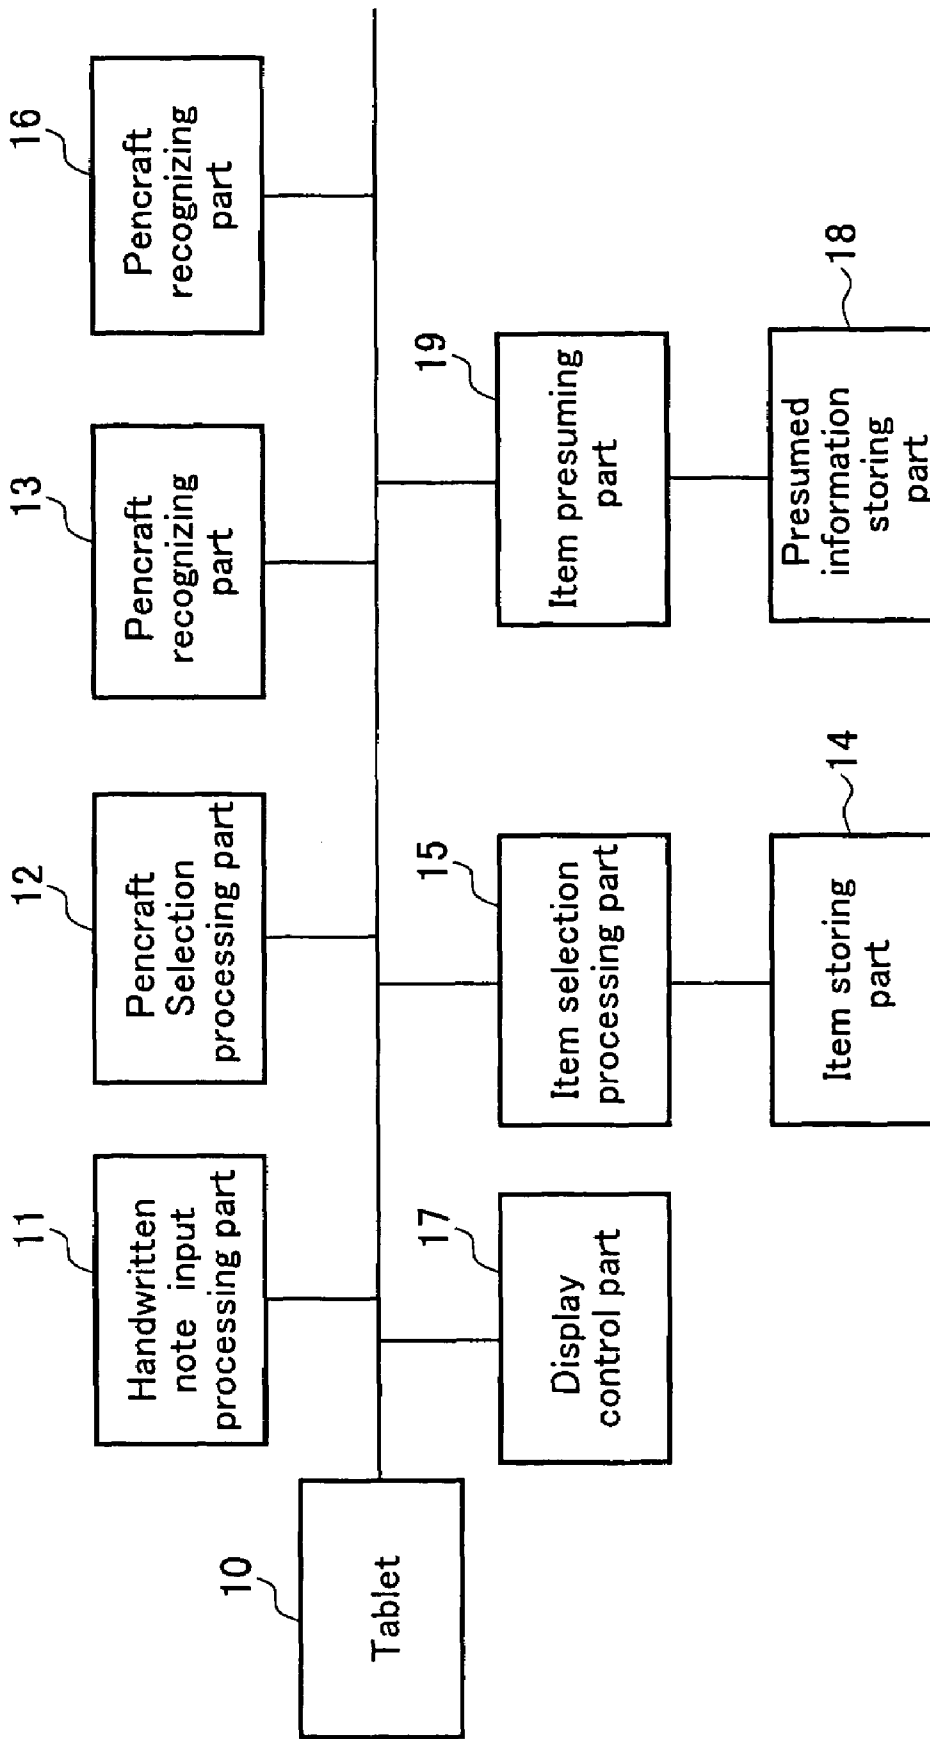 11
Handwritten
note input
processing part
12
Pencraft
Selection
processing part
13
Pencraft
recognizing
part
16
Pencraft
recognizing
part
10
Tablet
17
Display
control part
15
Item selection
processing part
19
Item presuming
part
14
Item storing
part
18
Presumed
information
storing
part